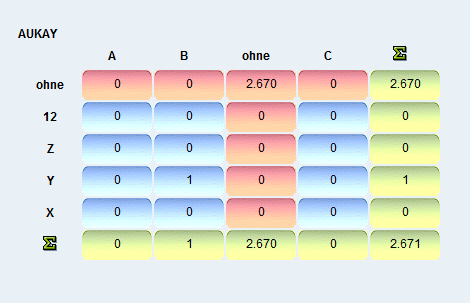 AUKAY
A B ohne C Σ
ohne 0 0 2.670 0 2.670
12 0 0 0 0 0
Z 0 0 0 0 0
Y 0 1 0 0 1
X 0 0 0 0 0
Σ 0 1 2.670 0 2.671